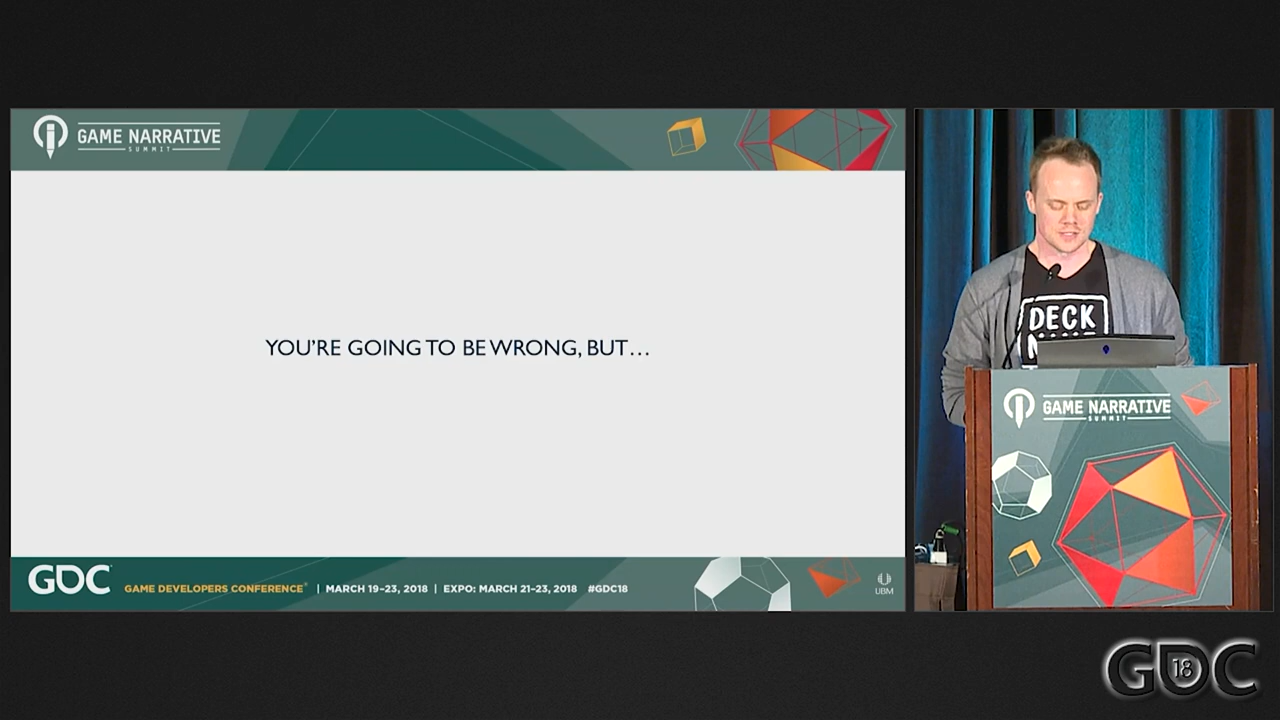 GAME NARRATIVE
SUMMIT
YOU'RE GOING TO BE WRONG, BUT...
GDC
GAME DEVELOPERS CONFERENCE® | MARCH 19–23, 2018 | EXPO: MARCH 21–23, 2018 #GDC18
UBM
DECK
GAME NARRATIVE
SUMMIT
GDC
18